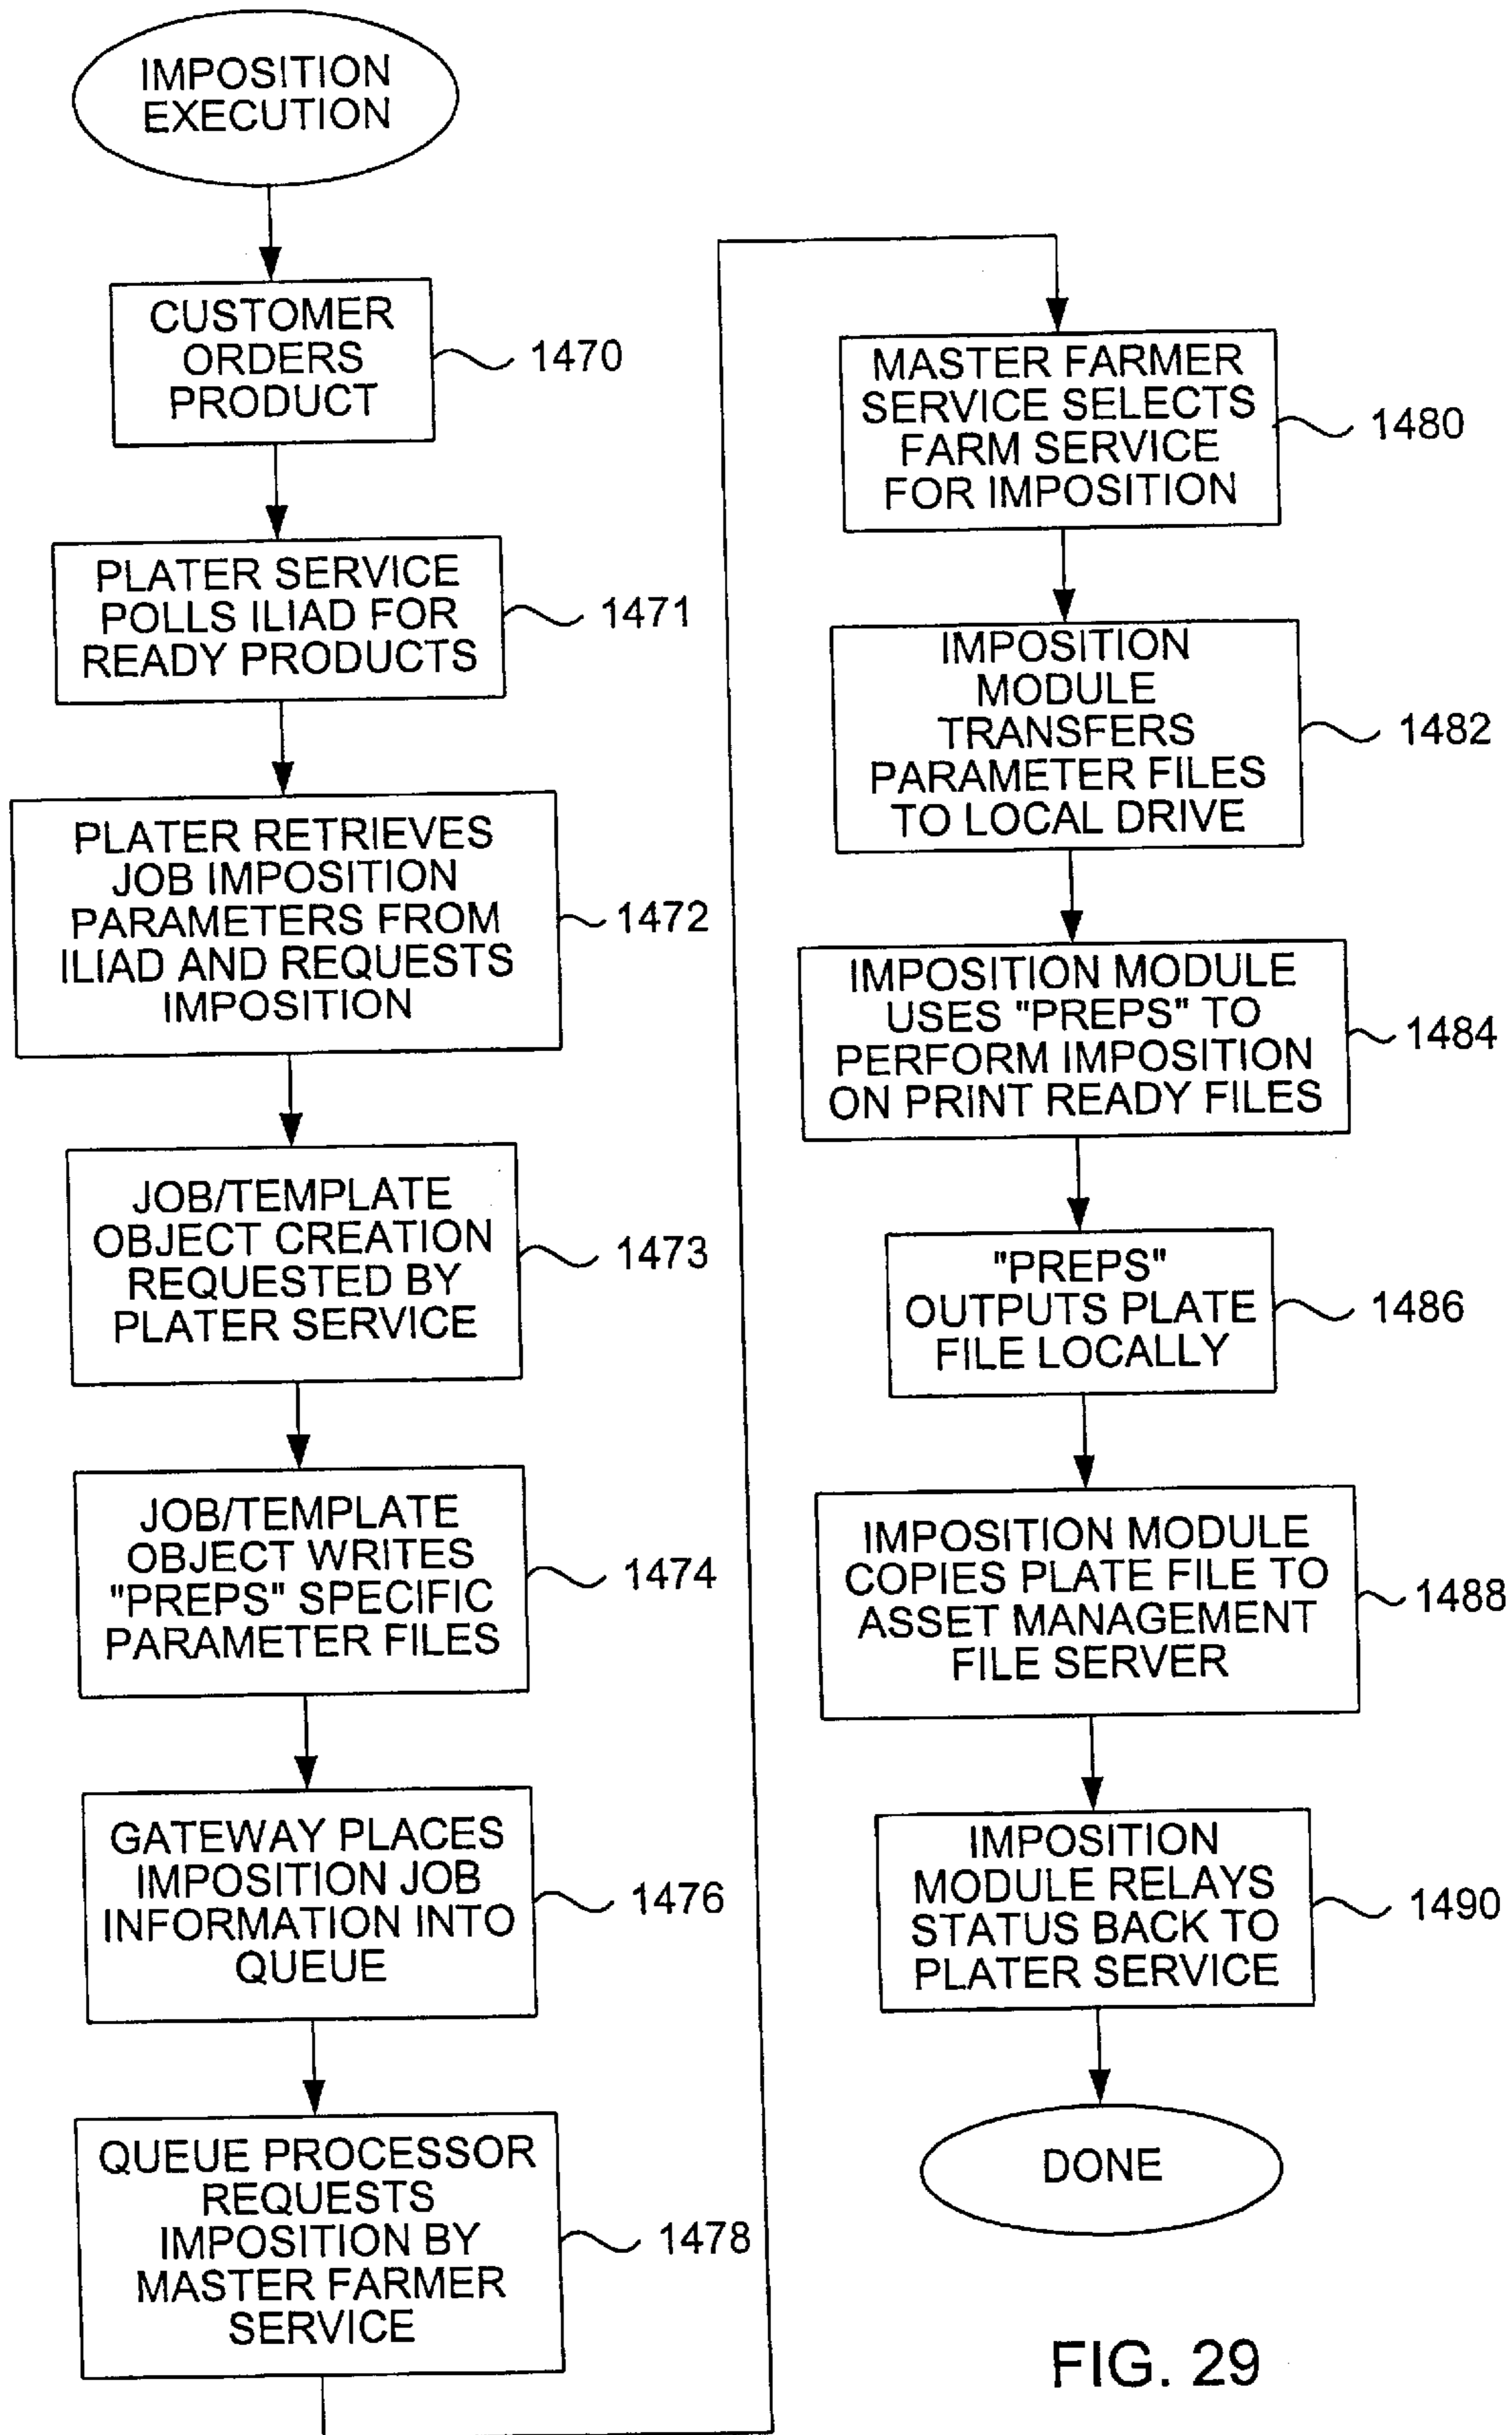 IMPOSITION
EXECUTION
CUSTOMER
ORDERS
PRODUCT
1470
PLATER SERVICE
POLLS ILIAD FOR
READY PRODUCTS
1471
PLATER RETRIEVES
JOB IMPOSITION
PARAMETERS FROM
ILIAD AND REQUESTS
IMPOSITION
1472
JOB/TEMPLATE
OBJECT CREATION
REQUESTED BY
PLATER SERVICE
1473
JOB/TEMPLATE
OBJECT WRITES
"PREPS" SPECIFIC
PARAMETER FILES
1474
GATEWAY PLACES
IMPOSITION JOB
INFORMATION INTO
QUEUE
1476
QUEUE PROCESSOR
REQUESTS
IMPOSITION BY
MASTER FARMER
SERVICE
1478
MASTER FARMER
SERVICE SELECTS
FARM SERVICE
FOR IMPOSITION
1480
IMPOSITION
MODULE
TRANSFERS
PARAMETER FILES
TO LOCAL DRIVE
1482
IMPOSITION MODULE
USES "PREPS" TO
PERFORM IMPOSITION
ON PRINT READY FILES
1484
"PREPS"
OUTPUTS PLATE
FILE LOCALLY
1486
IMPOSITION MODULE
COPIES PLATE FILE TO
ASSET MANAGEMENT
FILE SERVER
1488
IMPOSITION
MODULE RELAYS
STATUS BACK TO
PLATER SERVICE
1490
DONE
FIG. 29